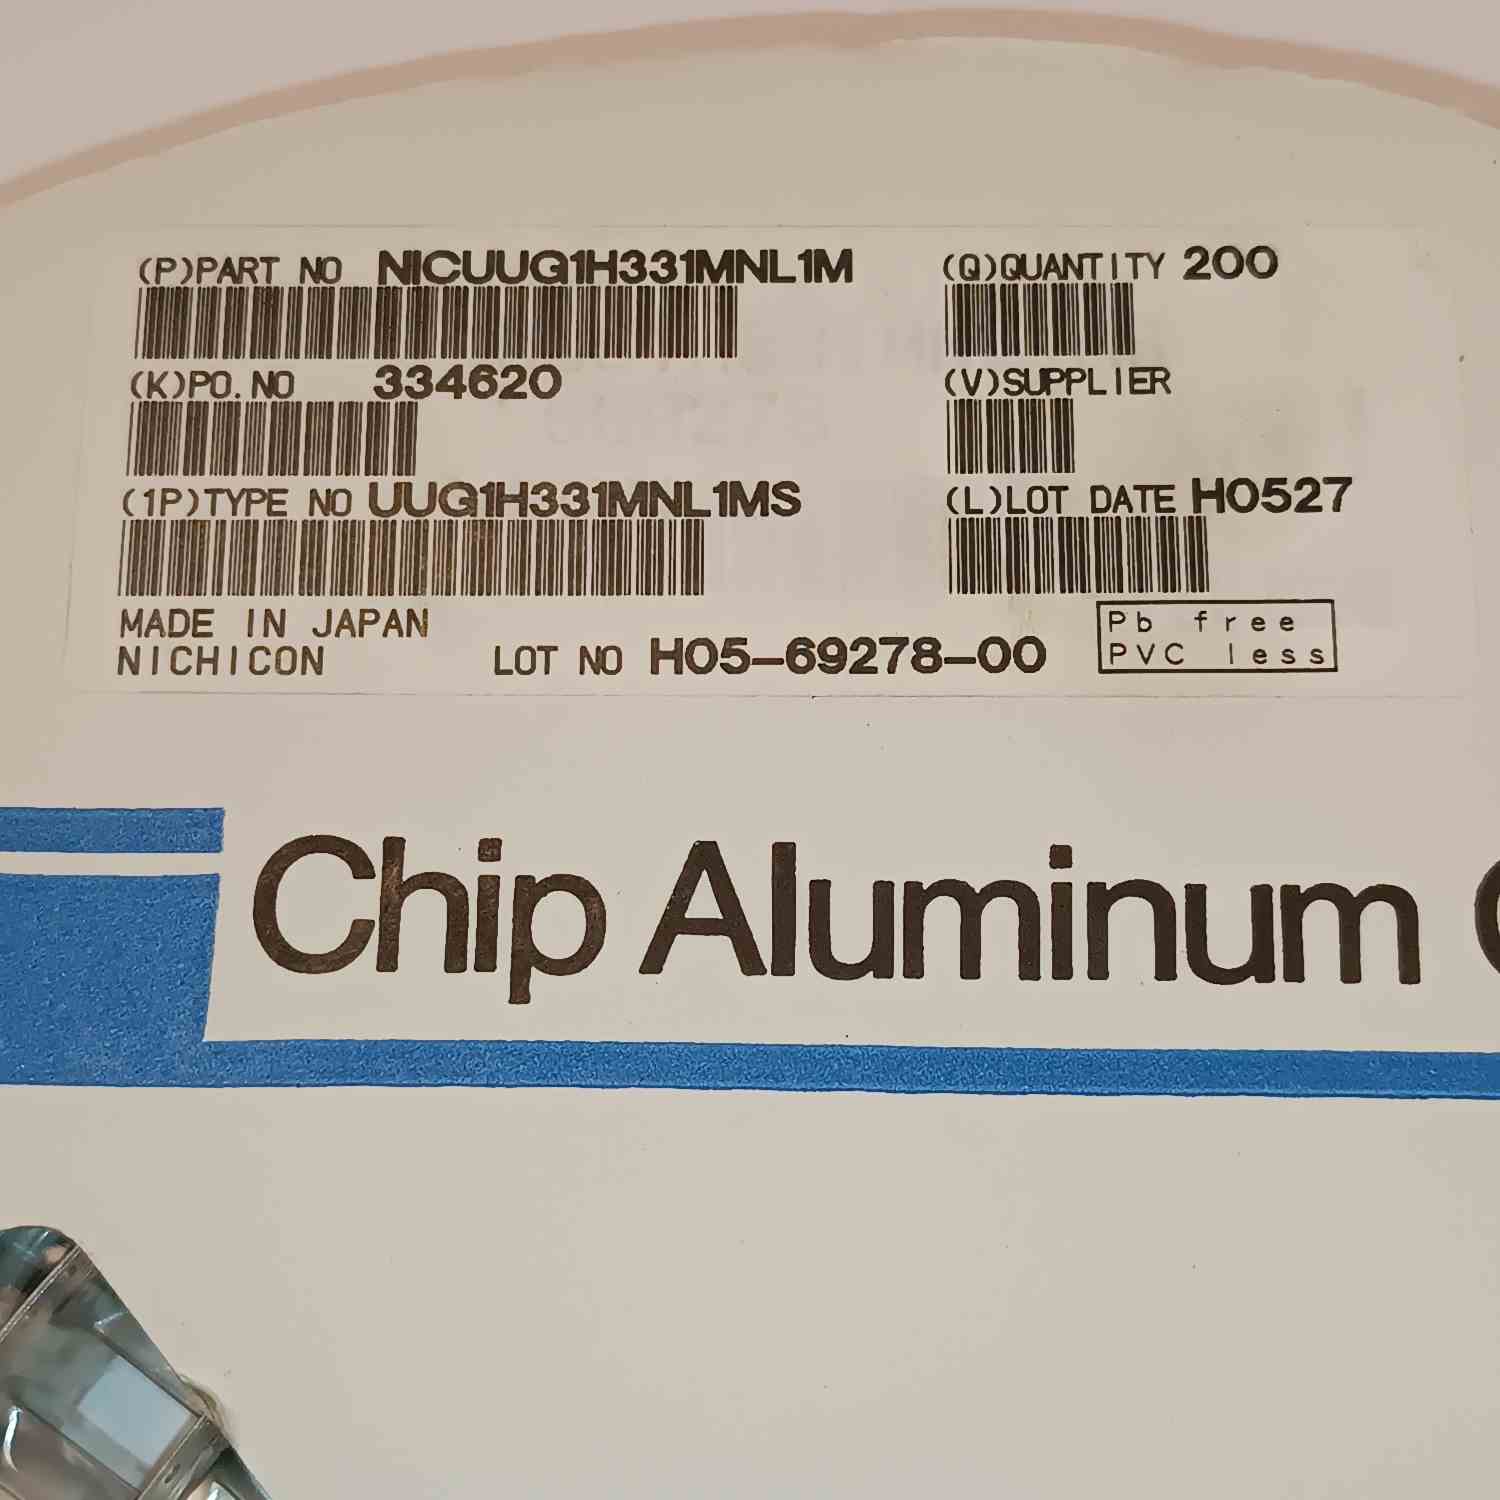 (P)PART NO NICUUG1H331MNL1M
(Q)QUANTITY 200
(K)PO.NO 334620
(V)SUPPLIER
(1P)TYPE NO UUG1H331MNL1MS
(L)LOT DATE H0527
MADE IN JAPAN
NICHICON
LOT NO H05-69278-00
Pb free
PVC less
Chip Aluminum